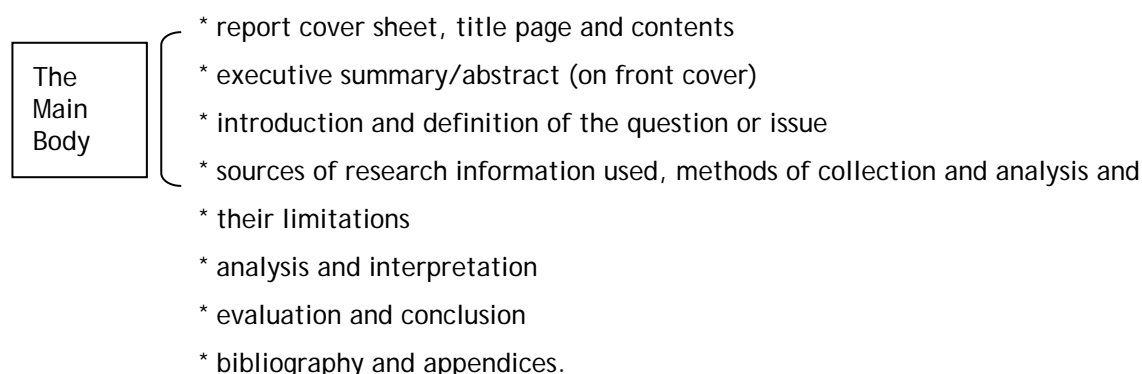 * report cover sheet, title page and contents
The
Main
Body
* executive summary/abstract (on front cover)
* introduction and definition of the question or issue
* sources of research information used, methods of collection and analysis and
* their limitations
* analysis and interpretation
* evaluation and conclusion
* bibliography and appendices.